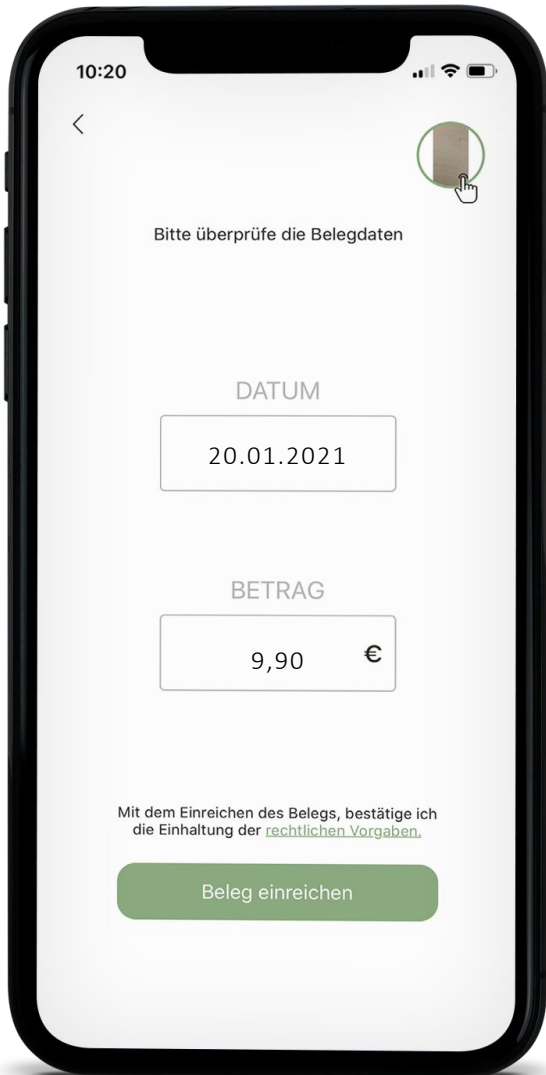 10:20
Bitte überprüfe die Belegdaten
DATUM
20.01.2021
BETRAG
9,90 €
Mit dem Einreichen des Belegs, bestätige ich
die Einhaltung der rechtlichen Vorgaben.
Beleg einreichen